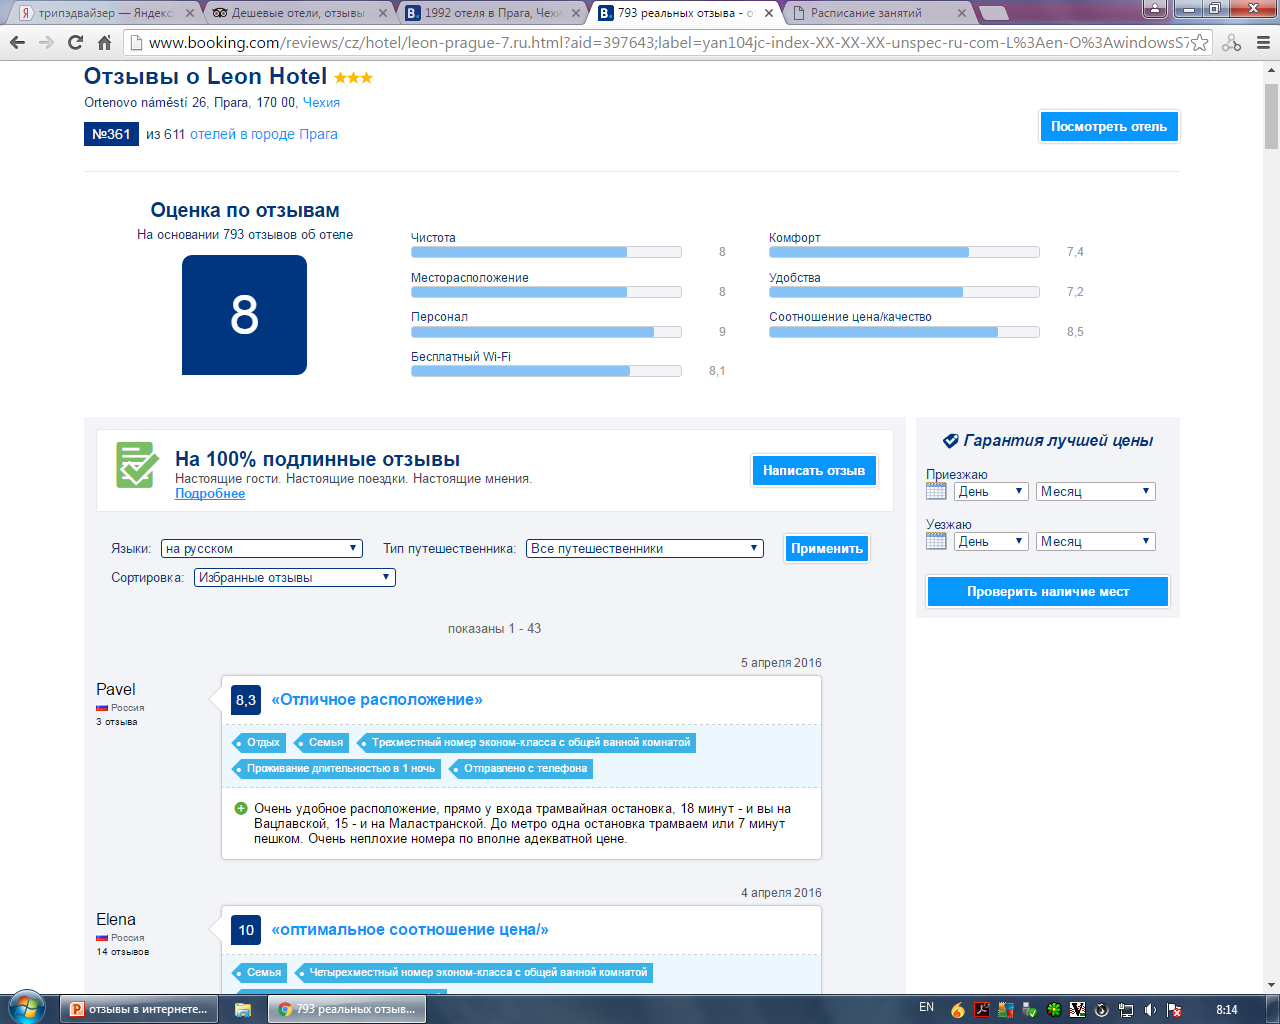 трипэдвайзер — Яндекс
Дешевые отели, отзывы
1992 отеля в Прага, Чехи
793 реальных отзыва - о
Расписание занятий
www.booking.com/reviews/cz/hotel/leon-prague-7.ru.html?aid=397643;label=yan104jc-index-XX-XX-XX-unspec-ru-com-L%3Aen-O%3AwindowsS7
Отзывы о Leon Hotel
Ortenovo náměstí 26, Прага, 170 00, Чехия
№361 из 611 отелей в городе Прага
Посмотреть отель
Оценка по отзывам
На основании 793 отзывов об отеле
8
Чистота 8
Месторасположение 8
Персонал 9
Бесплатный Wi-Fi 8,1
Комфорт 7,4
Удобства 7,2
Соотношение цена/качество 8,5
На 100% подлинные отзывы
Настоящие гости. Настоящие поездки. Настоящие мнения.
Подробнее
Написать отзыв
Гарантия лучшей цены
Приезжаю
День Месяц
Уезжаю
День Месяц
Проверить наличие мест
Языки: на русском Тип путешественника: Все путешественники Применить
Сортировка: Избранные отзывы
показаны 1 - 43
5 апреля 2016
Pavel
Россия
3 отзыва
8,3 «Отличное расположение»
Отдых Семья Трехместный номер эконом-класса с общей ванной комнатой
Проживание длительностью в 1 ночь Отправлено с телефона
Очень удобное расположение, прямо у входа трамвайная остановка, 18 минут - и вы на
Вацлавской, 15 - и на Маластранской. До метро одна остановка трамваем или 7 минут
пешком. Очень неплохие номера по вполне адекватной цене.
4 апреля 2016
Elena
Россия
14 отзывов
10 «оптимальное соотношение цена/»
Семья Четырехместный номер эконом-класса с общей ванной комнатой
отзывы в интернете...
793 реальных отзыв...
EN
8:14